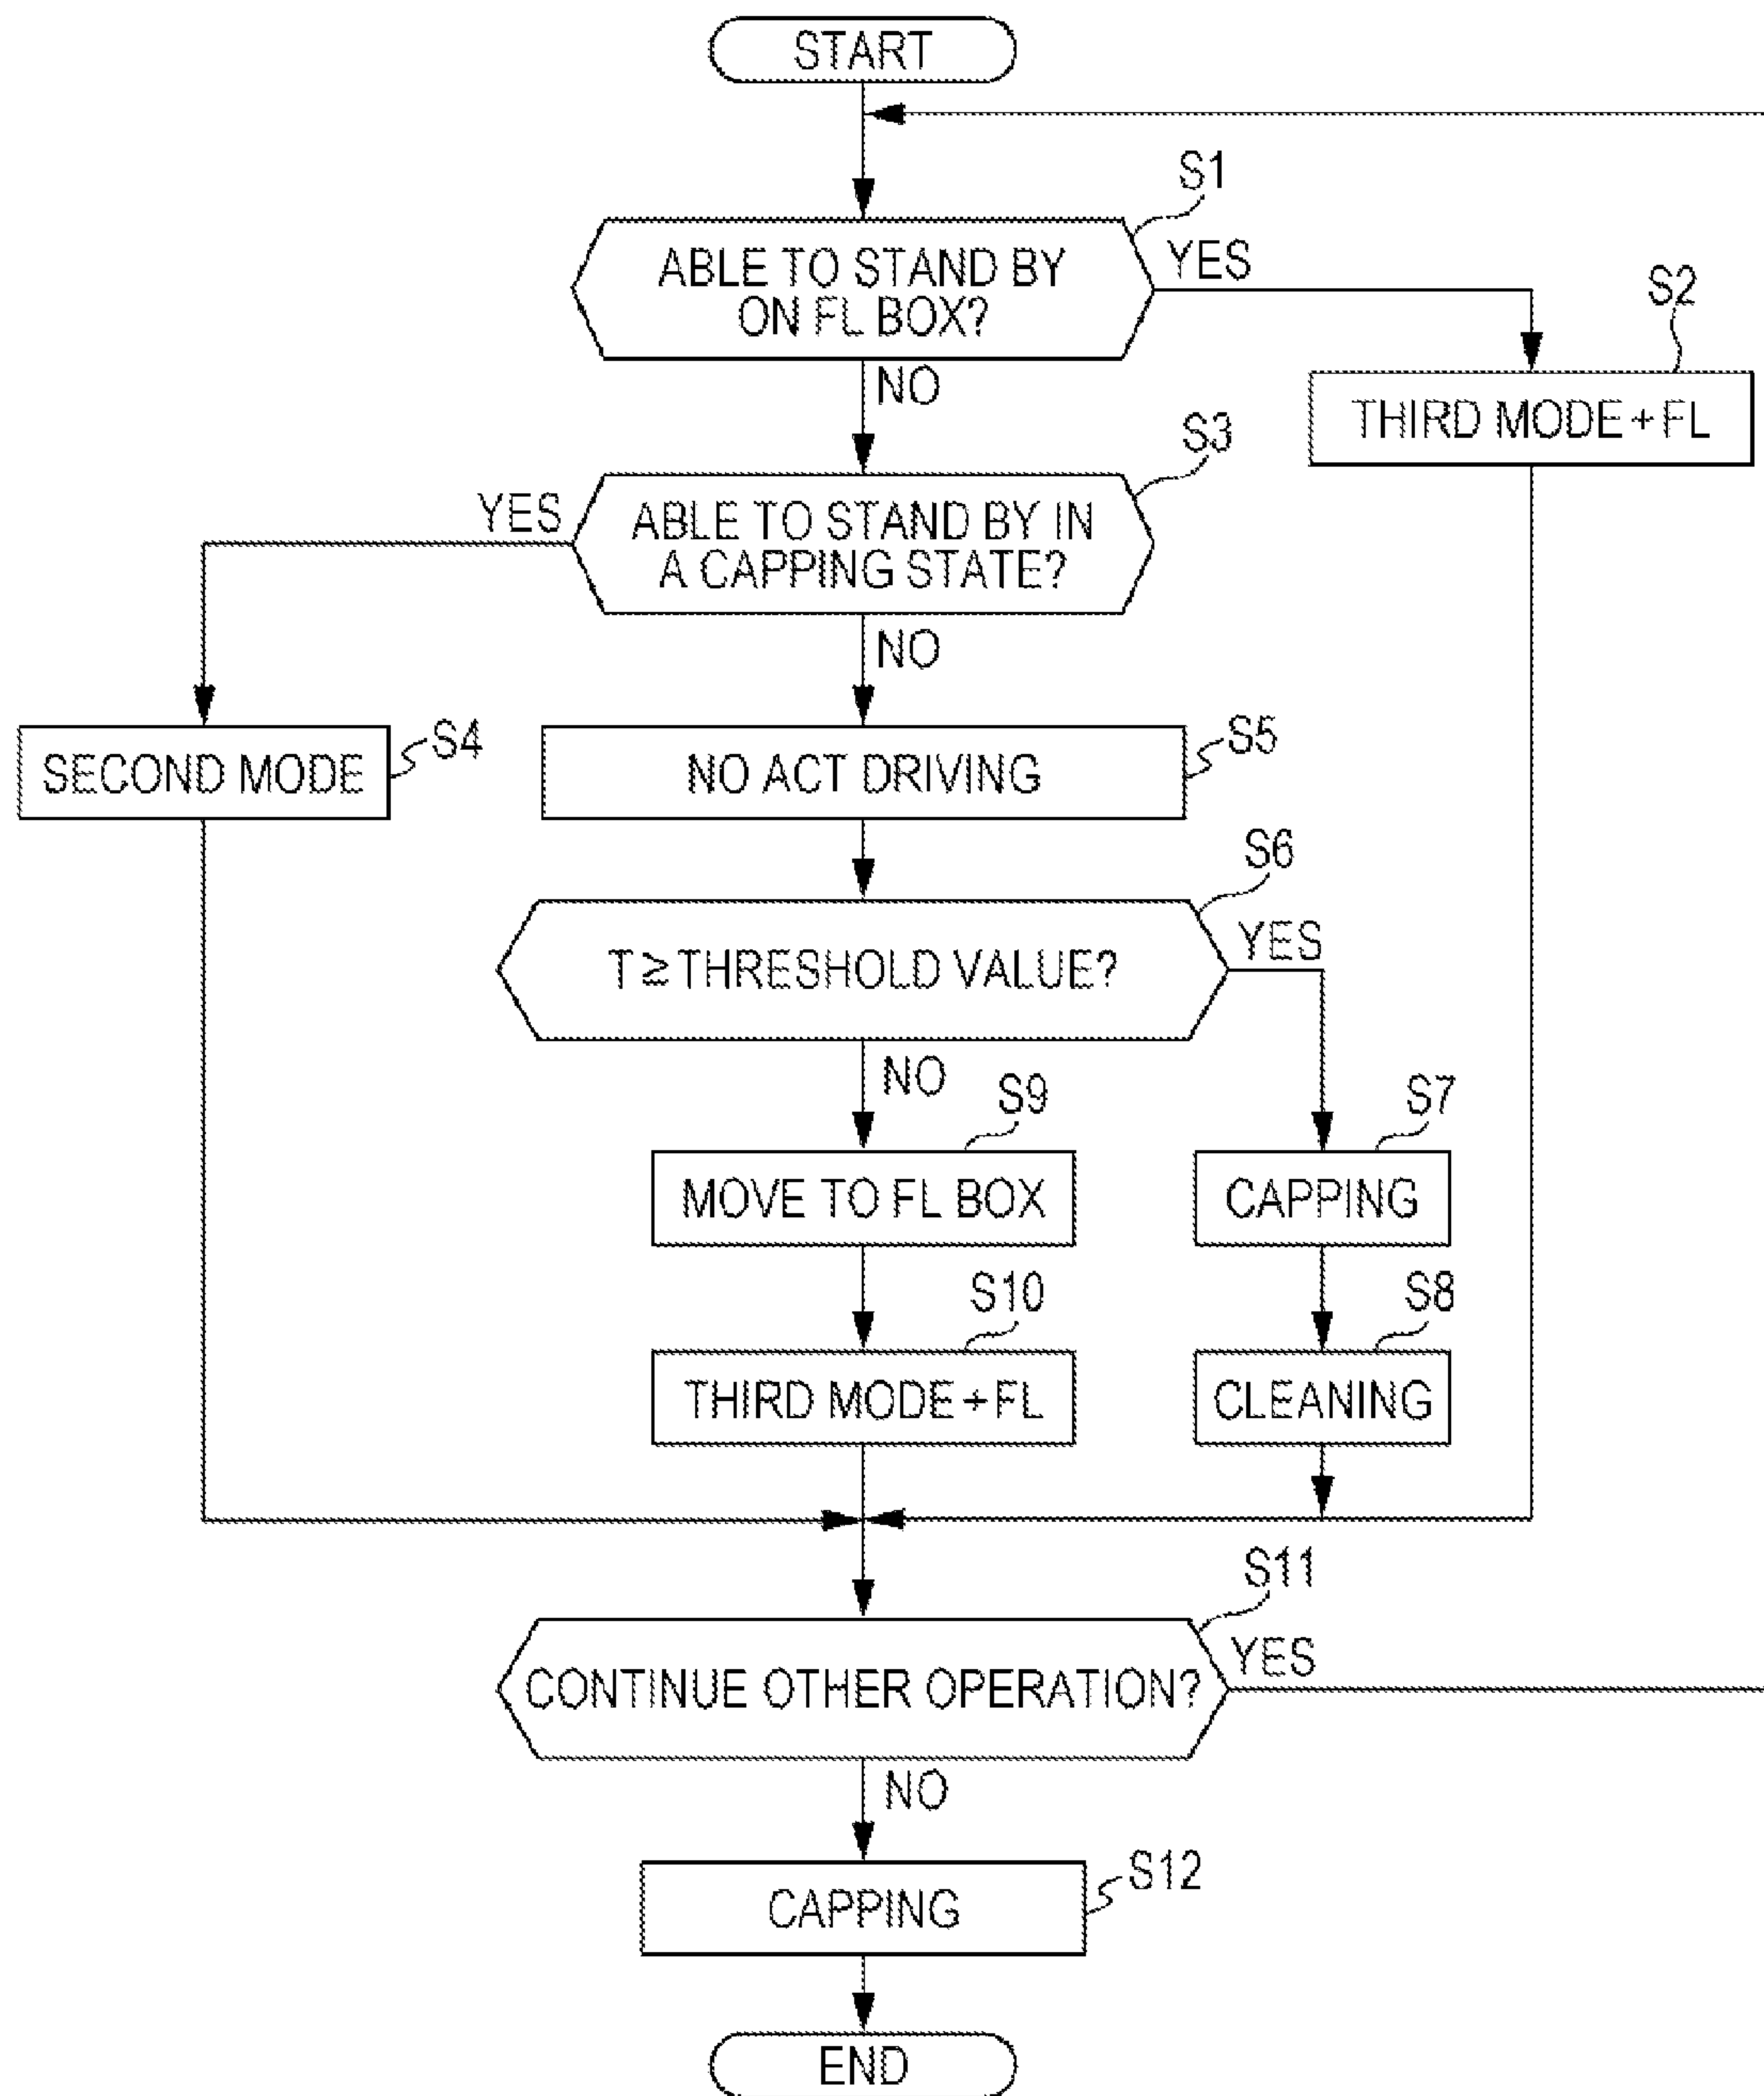 START
S1
ABLE TO STAND BY
ON FL BOX?
YES
NO
S2
THIRD MODE + FL
S3
ABLE TO STAND BY IN
A CAPPING STATE?
YES
NO
SECOND MODE
S4
NO ACT DRIVING
S5
S6
T ≧ THRESHOLD VALUE?
YES
NO
S9
MOVE TO FL BOX
S7
CAPPING
S10
THIRD MODE + FL
S8
CLEANING
S11
CONTINUE OTHER OPERATION?
YES
NO
CAPPING
S12
END